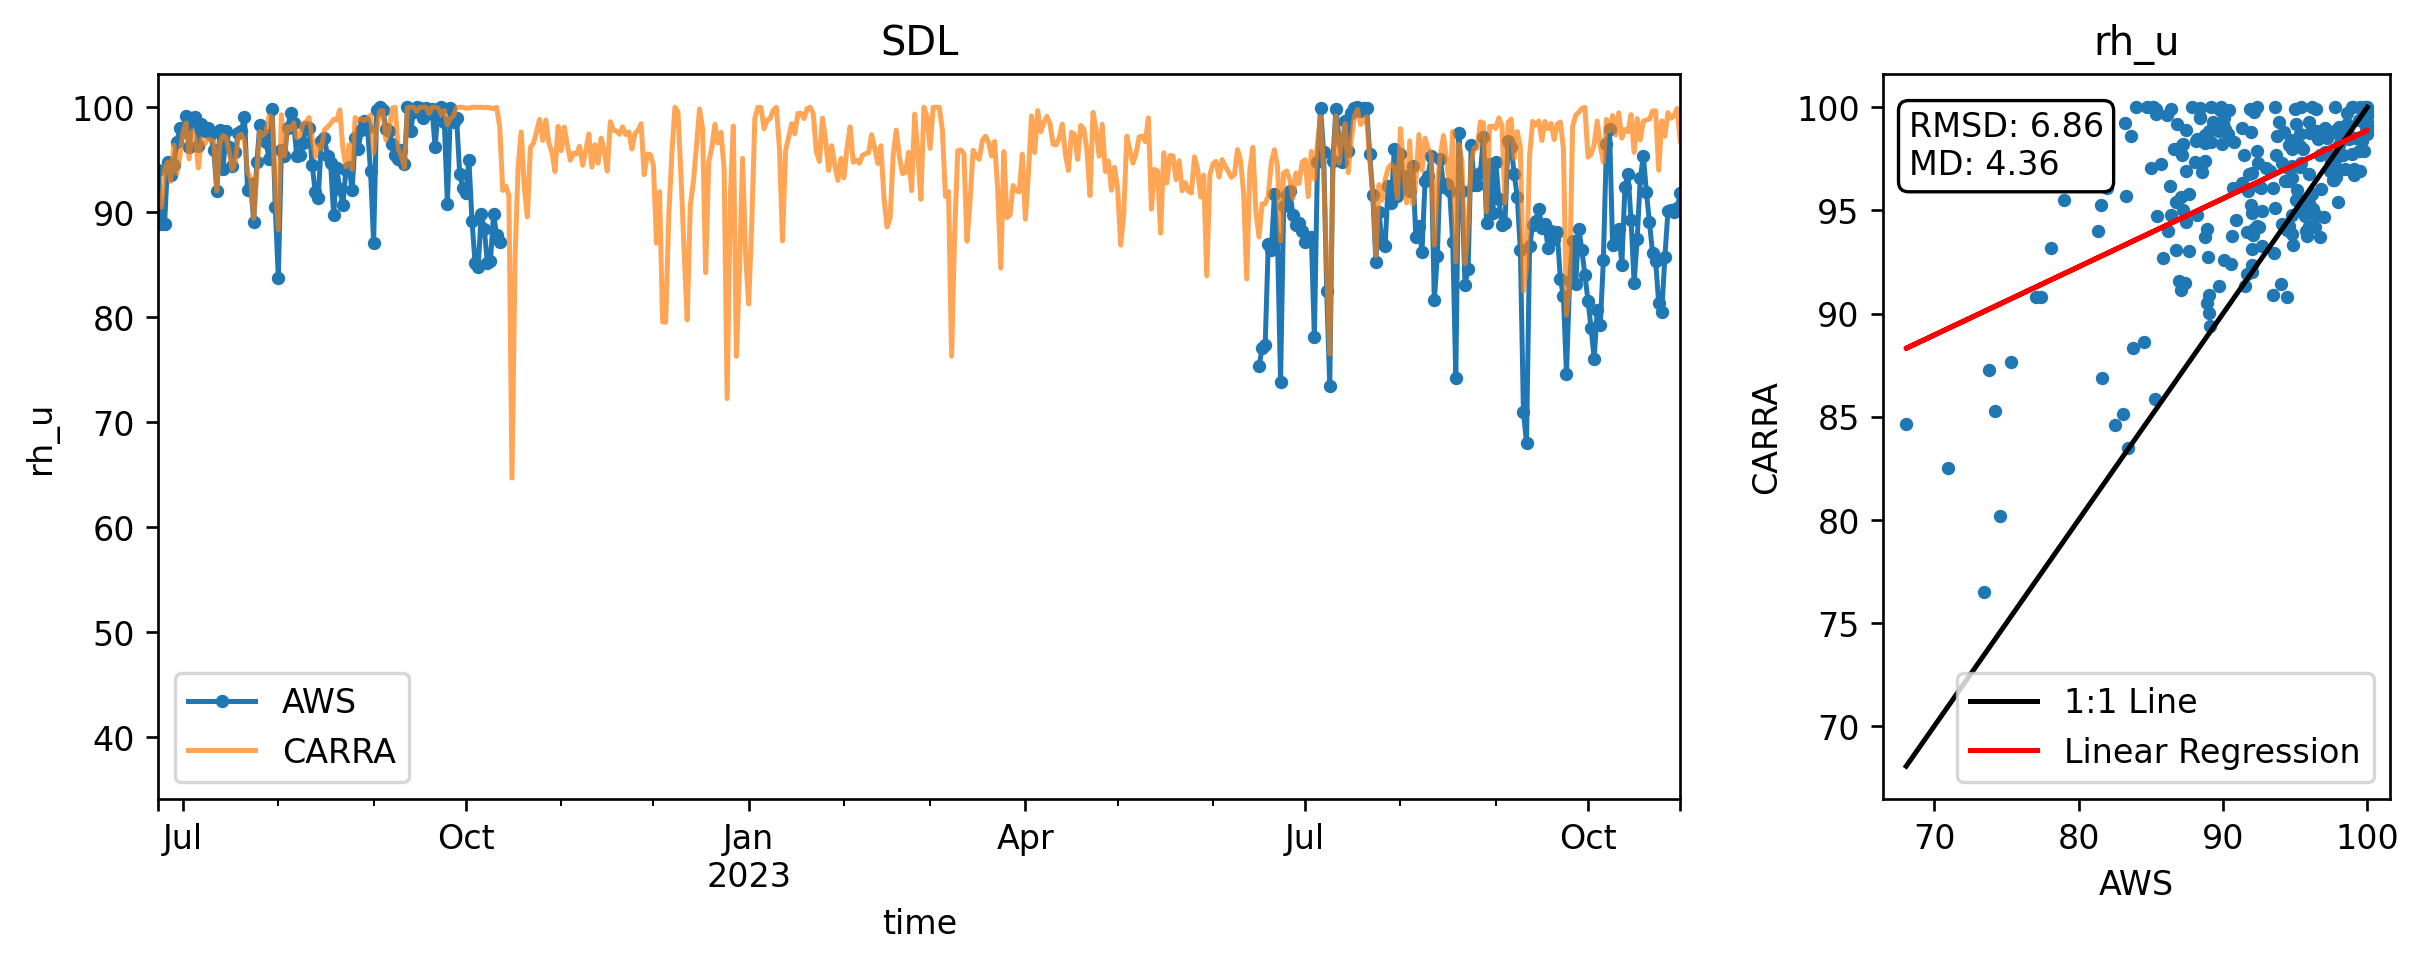 SDL
100
90
80
70
60
50
40
rh_u
AWS
CARRA
Jul
Oct
Jan
2023
Apr
Jul
Oct
time
rh_u
RMSD: 6.86
MD: 4.36
100
95
90
85
80
75
70
CARRA
1:1 Line
Linear Regression
70
80
90
100
AWS